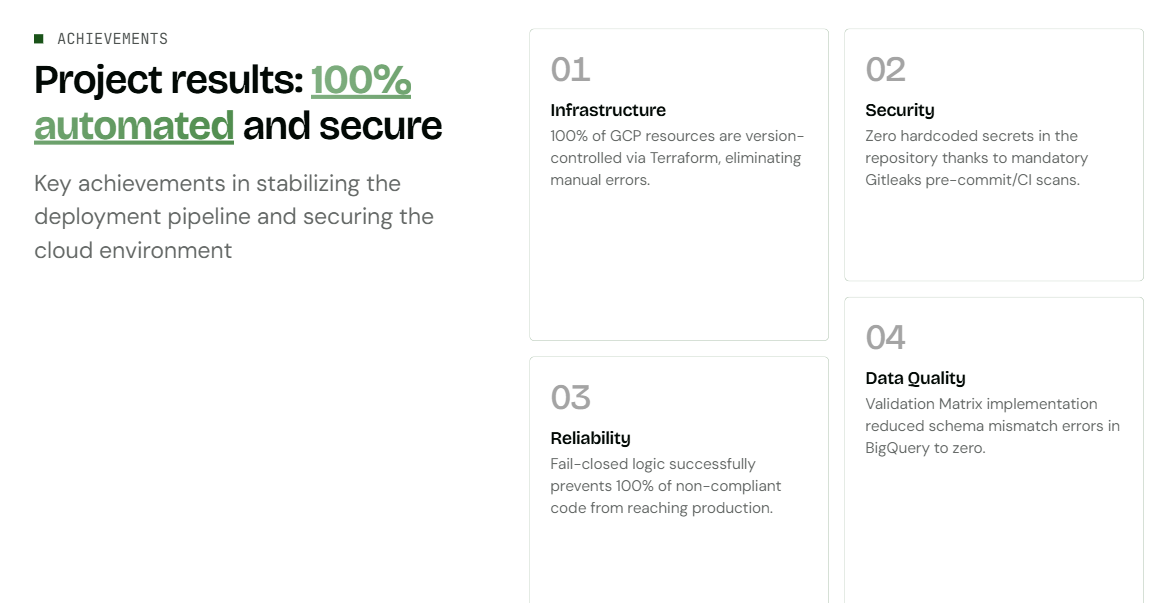 ACHIEVEMENTS
Project results: 100%
automated and secure
Key achievements in stabilizing the
deployment pipeline and securing the
cloud environment
01
Infrastructure
100% of GCP resources are version-
controlled via Terraform, eliminating
manual errors.
02
Security
Zero hardcoded secrets in the
repository thanks to mandatory
Gitleaks pre-commit/CI scans.
03
Reliability
Fail-closed logic successfully
prevents 100% of non-compliant
code from reaching production.
04
Data Quality
Validation Matrix implementation
reduced schema mismatch errors in
BigQuery to zero.